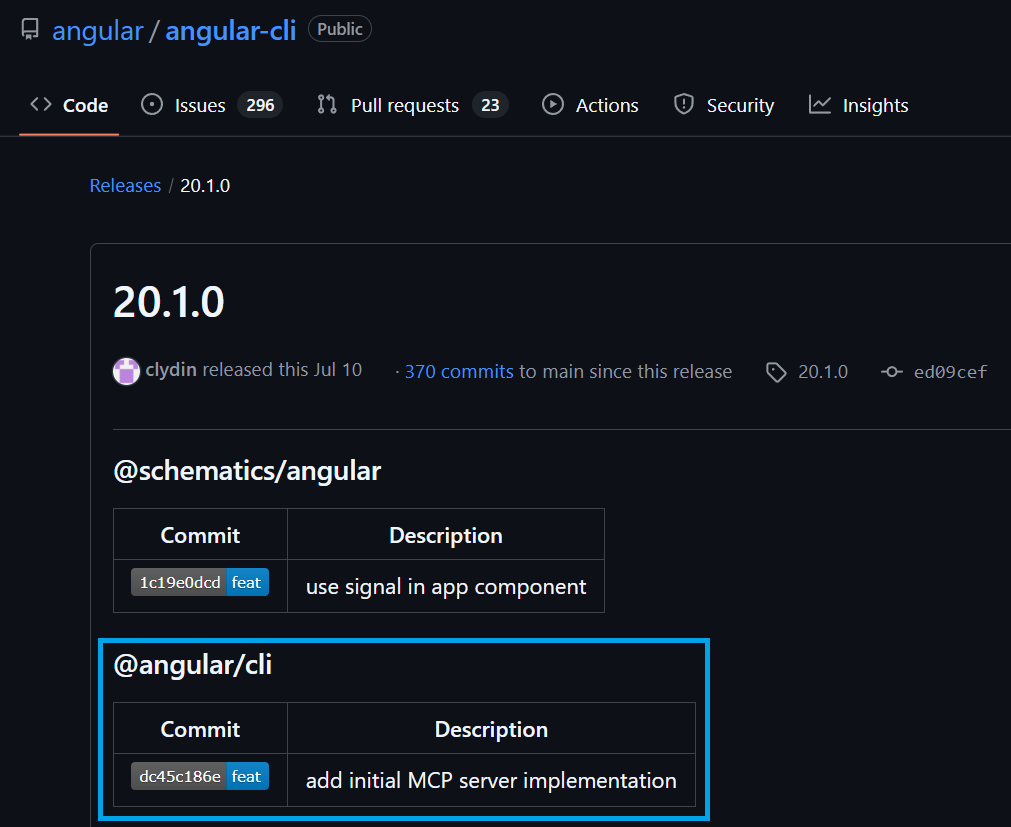 angular / angular-cli Public
Code Issues 296 Pull requests 23 Actions Security Insights
Releases / 20.1.0
20.1.0
clydin released this Jul 10 · 370 commits to main since this release 20.1.0 ed09cef
@schematics/angular
Commit Description
1c19e0dcd feat use signal in app component
@angular/cli
Commit Description
dc45c186e feat add initial MCP server implementation